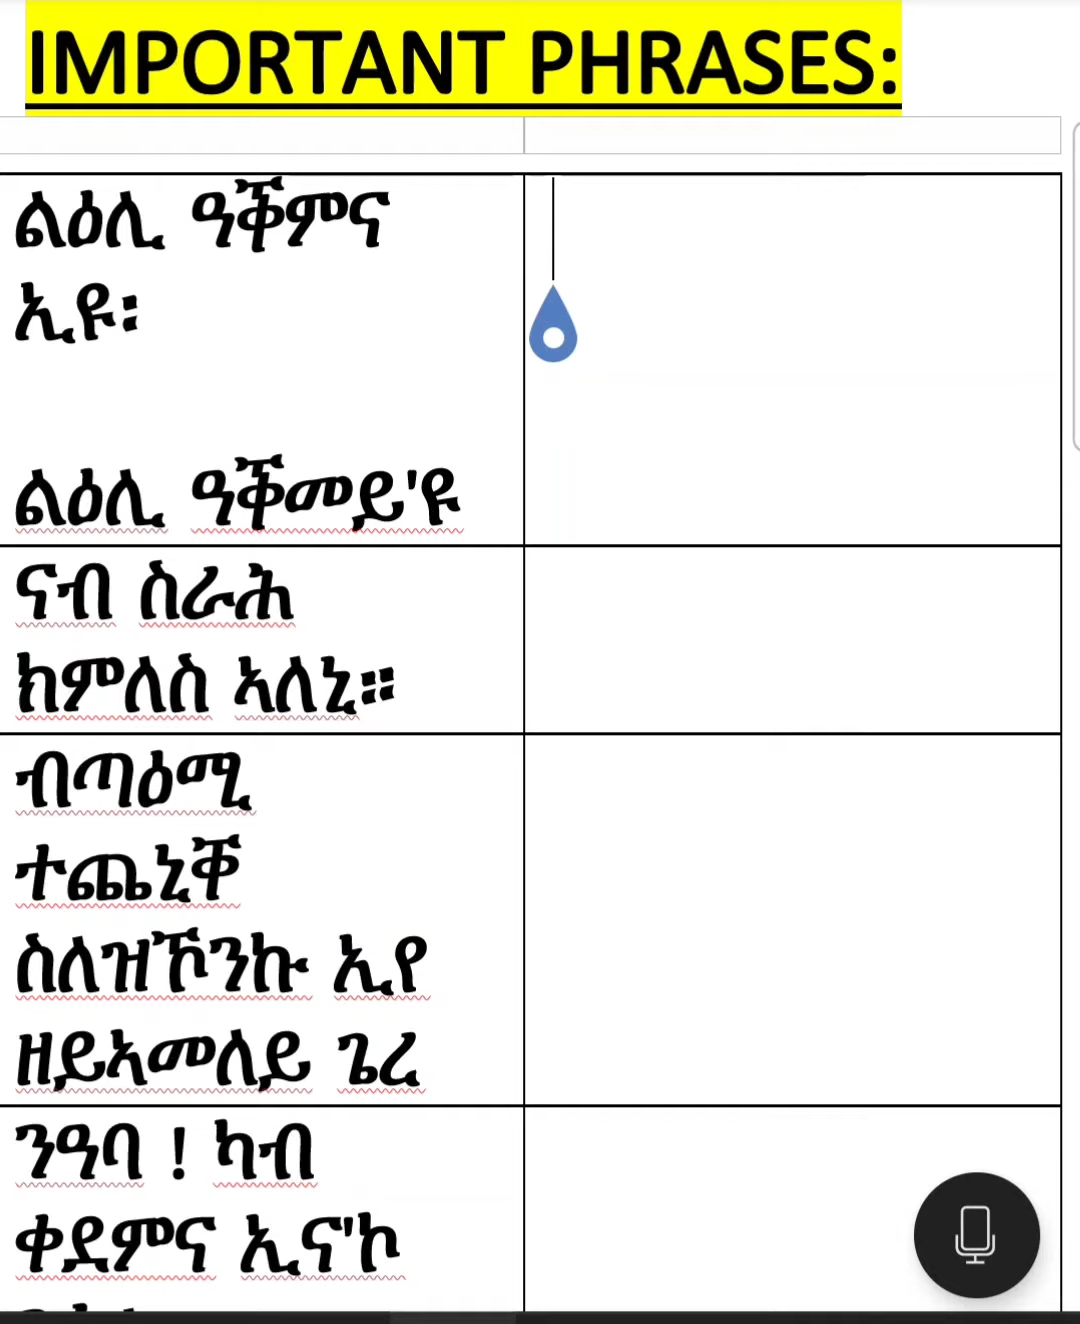 IMPORTANT PHRASES:
ልዕሊ ዓቕምና
ኢዩ፡
ልዕሊ ዓቕመይ'ዩ
ናብ ስራሕ
ክምለስ ኣለኒ።
ብጣዕሚ
ተጨኒቐ
ስለዝኾንኩ ኢየ
ዘይኣመለይ ጌረ
ንዓባ ! ካብ
ቀደምና ኢና'ኮ